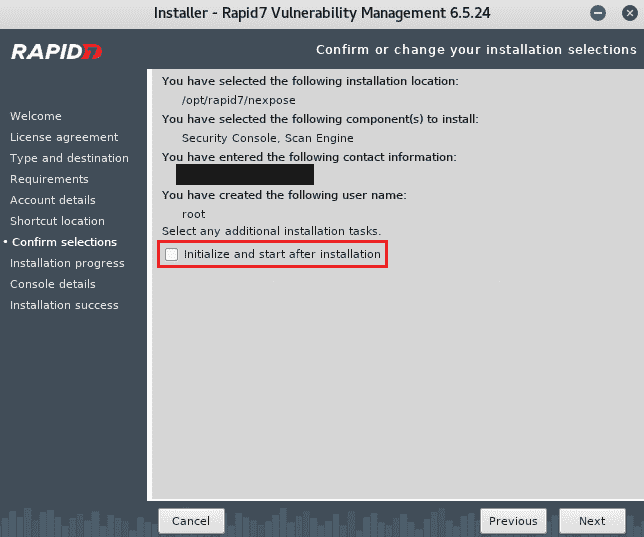 Installer - Rapid7 Vulnerability Management 6.5.24
RAPID7
Confirm or change your installation selections
Welcome
License agreement
Type and destination
Requirements
Account details
Shortcut location
• Confirm selections
Installation progress
Console details
Installation success
You have selected the following installation location:
/opt/rapid7/nexpose
You have selected the following component(s) to install:
Security Console, Scan Engine
You have entered the following contact information:
You have created the following user name:
root
Select any additional installation tasks.
Initialize and start after installation
Cancel
Previous
Next